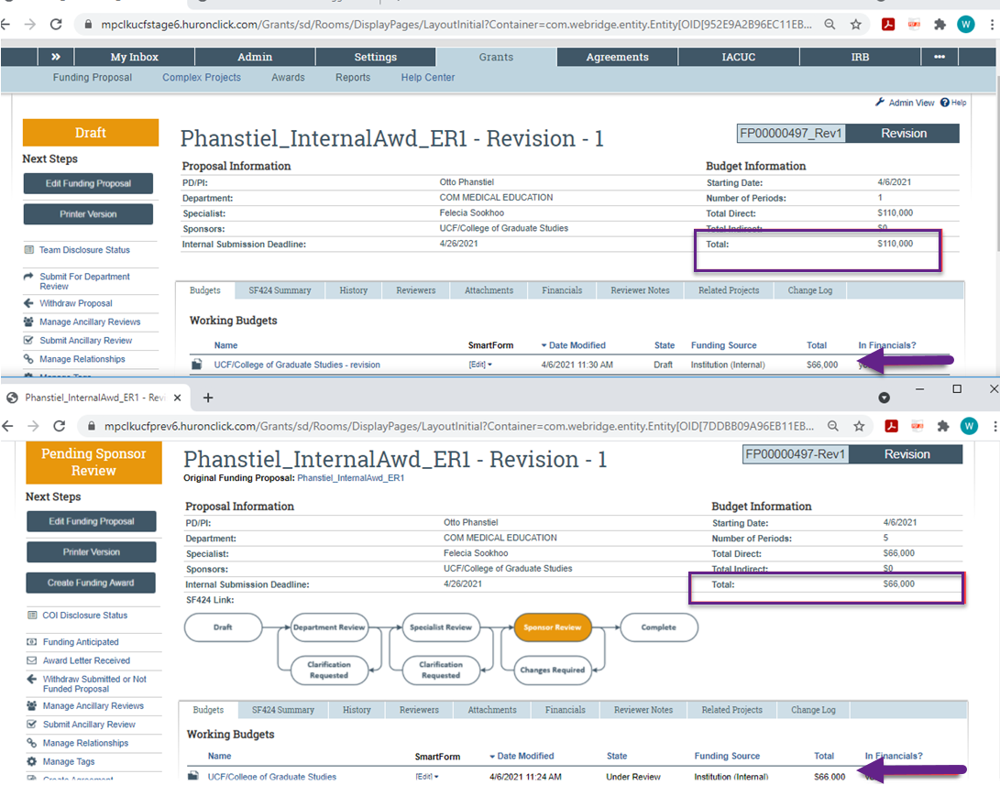 mpclkucfstage6.huronclick.com/Grants/sd/Rooms/DisplayPages/LayoutInitial?Container=com.webridge.entity.Entity[OID[952E9A2B96EC11EB...
W
» My Inbox Admin Settings Grants Agreements IACUC IRB •••
Funding Proposal Complex Projects Awards Reports Help Center
Admin View Help
Draft
Next Steps
Edit Funding Proposal
Printer Version
Team Disclosure Status
Submit For Department
Review
Withdraw Proposal
Manage Ancillary Reviews
Submit Ancillary Review
Manage Relationships
Manage Tags
Phanstiel_InternalAwd_ER1 - Revision - 1
FP00000497_Rev1 Revision
Proposal Information
PD/PI: Otto Phanstiel
Department: COM MEDICAL EDUCATION
Specialist: Felecia Sookhoo
Sponsors: UCF/College of Graduate Studies
Internal Submission Deadline: 4/26/2021
Budget Information
Starting Date: 4/6/2021
Number of Periods: 1
Total Direct: $110,000
Total Indirect: $0
Total: $110,000
Budgets SF424 Summary History Reviewers Attachments Financials Reviewer Notes Related Projects Change Log
Working Budgets
Name SmartForm Date Modified State Funding Source Total In Financials?
UCF/College of Graduate Studies - revision [Edit] 4/6/2021 11:30 AM Draft Institution (Internal) $66,000
Phanstiel_InternalAwd_ER1 - Rev
mpclkucfprev6.huronclick.com/Grants/sd/Rooms/DisplayPages/LayoutInitial?Container=com.webridge.entity.Entity[OID[7DDBB09A96EB11EB...
W
Pending Sponsor
Review
Next Steps
Edit Funding Proposal
Printer Version
Create Funding Award
COI Disclosure Status
Funding Anticipated
Award Letter Received
Withdraw Submitted or Not
Funded Proposal
Manage Ancillary Reviews
Submit Ancillary Review
Manage Relationships
Manage Tags
Create Agreement
Phanstiel_InternalAwd_ER1 - Revision - 1
FP00000497-Rev1 Revision
Original Funding Proposal: Phanstiel_InternalAwd_ER1
Proposal Information
PD/PI: Otto Phanstiel
Department: COM MEDICAL EDUCATION
Specialist: Felecia Sookhoo
Sponsors: UCF/College of Graduate Studies
Internal Submission Deadline: 4/26/2021
SF424 Link:
Budget Information
Starting Date: 4/6/2021
Number of Periods: 5
Total Direct: $66,000
Total Indirect: $0
Total: $66,000
Draft Department Review Specialist Review Sponsor Review Complete
Clarification
Requested
Clarification
Requested
Changes Required
Budgets SF424 Summary History Reviewers Attachments Financials Reviewer Notes Related Projects Change Log
Working Budgets
Name SmartForm Date Modified State Funding Source Total In Financials?
UCF/College of Graduate Studies [Edit] 4/6/2021 11:24 AM Under Review Institution (Internal) $66,000